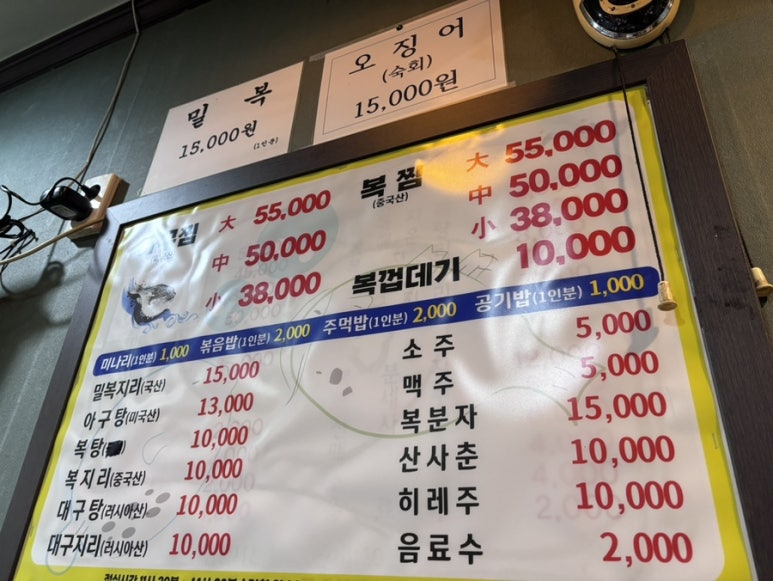 밀 복
15,000원 (1인분)
오징어
(숙회)
15,000원
찜
大 55,000
中 50,000
小 38,000
복찜
(중국산)
大 55,000
中 50,000
小 38,000
복껍데기 10,000
미나리(1인분) 1,000 볶음밥(1인분) 2,000 주먹밥(1인분) 2,000 공기밥(1인분) 1,000
밀복지리(국산) 15,000
아구탕(미국산) 13,000
복탕 10,000
복지리(중국산) 10,000
대구탕(러시아산) 10,000
대구지리(러시아산) 10,000
소주 5,000
맥주 5,000
복분자 15,000
산사춘 10,000
히레주 10,000
음료수 2,000